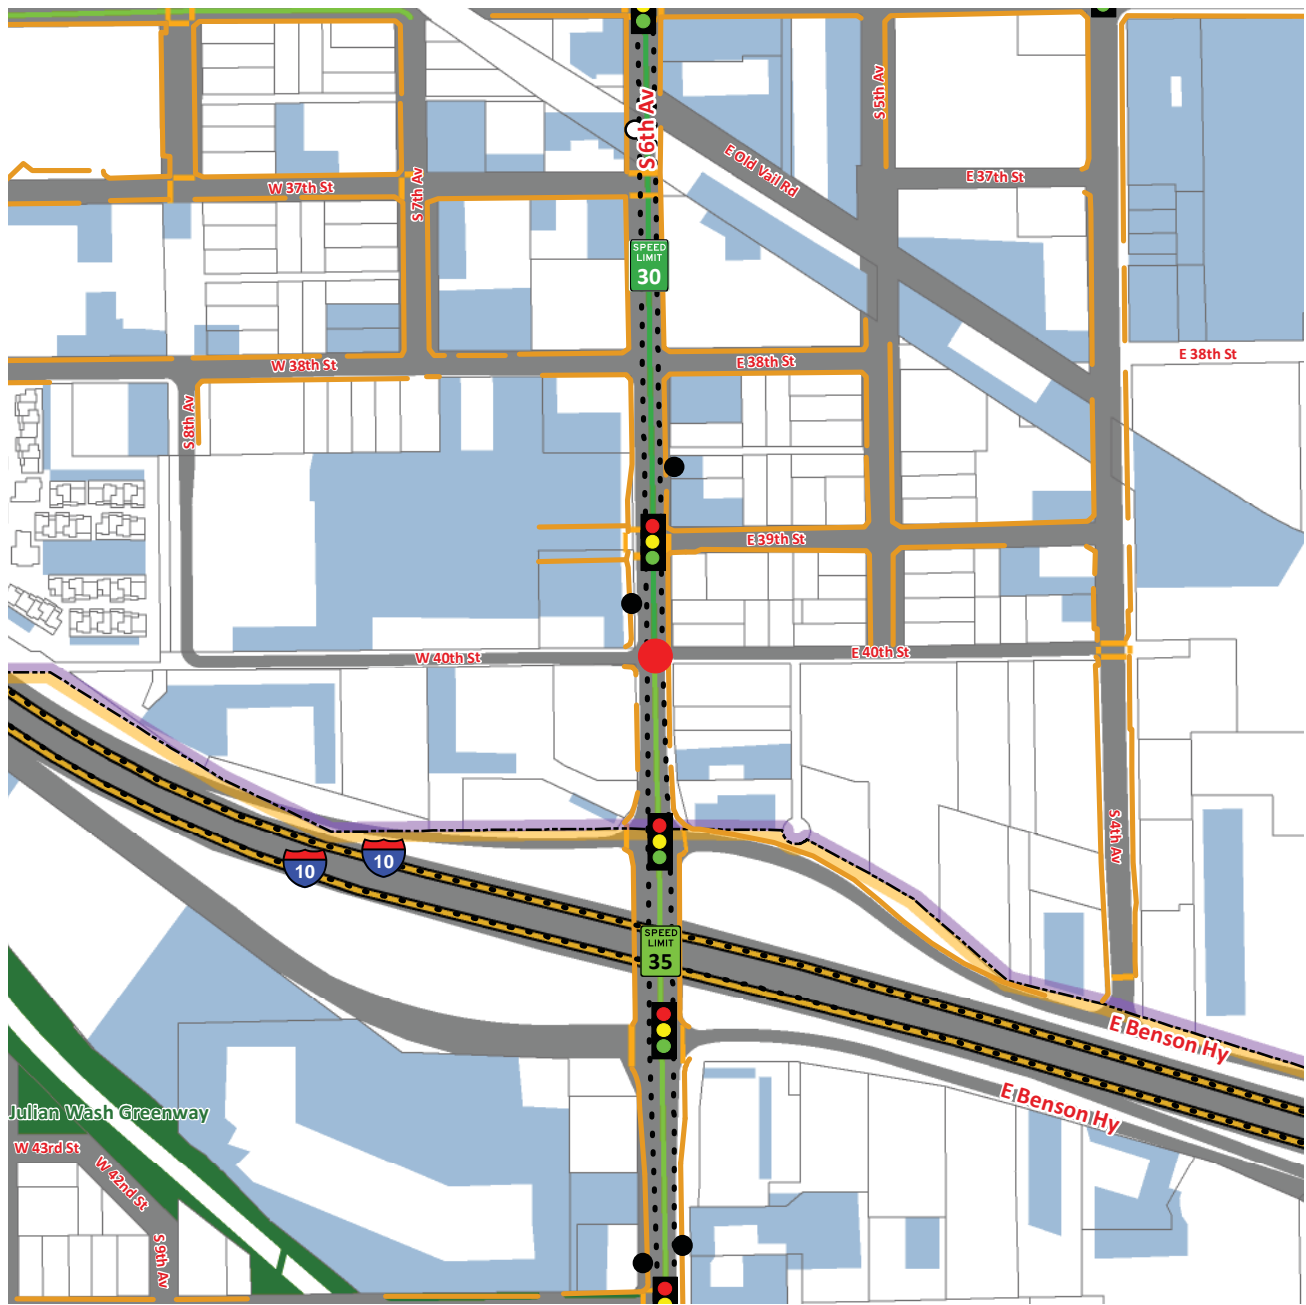 S 5th Av
S 6th Av
E Old Vail Rd
W 37th St
S 7th Av
E 37th St
SPEED
LIMIT
30
W 38th St
E 38th St
E 38th St
S 8th Av
E 39th St
W 40th St
E 40th St
S 4th Av
10
10
SPEED
LIMIT
35
E Benson Hy
E Benson Hy
Julian Wash Greenway
W 43rd St
W 42nd St
S 9th Av